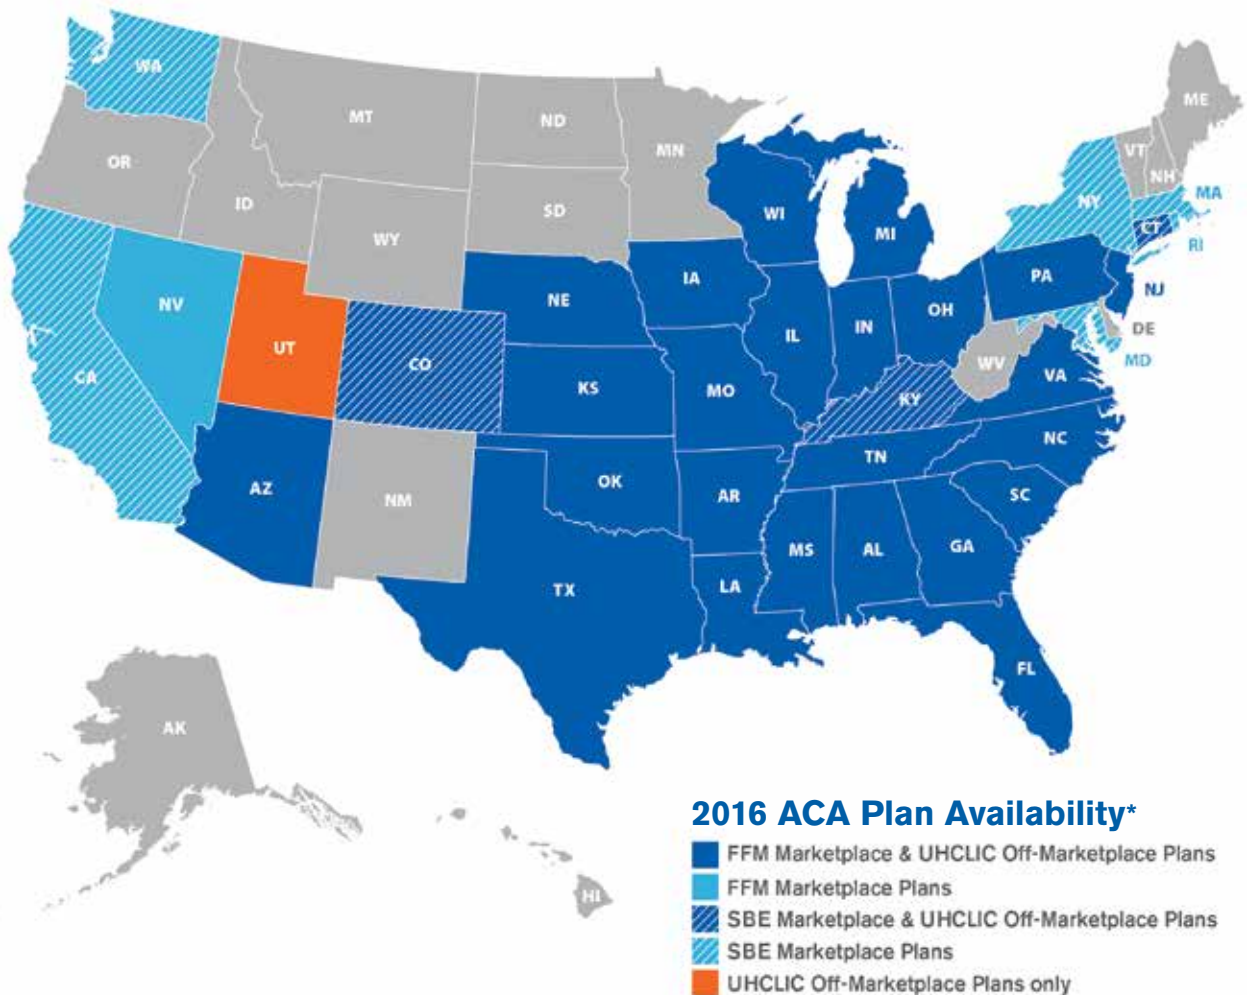 WA
MT
ND
MN
ME
OR
ID
SD
WY
WI
MI
VT
NH
NY
MA
CT
RI
NV
UT
CO
NE
IA
PA
NJ
IL
IN
OH
DE
MD
WV
VA
CA
KS
MO
KY
NC
TN
AZ
NM
OK
AR
SC
MS
AL
GA
TX
LA
FL
AK
HI
2016 ACA Plan Availability*
FFM Marketplace & UHCLIC Off-Marketplace Plans
FFM Marketplace Plans
SBE Marketplace & UHCLIC Off-Marketplace Plans
SBE Marketplace Plans
UHCLIC Off-Marketplace Plans only